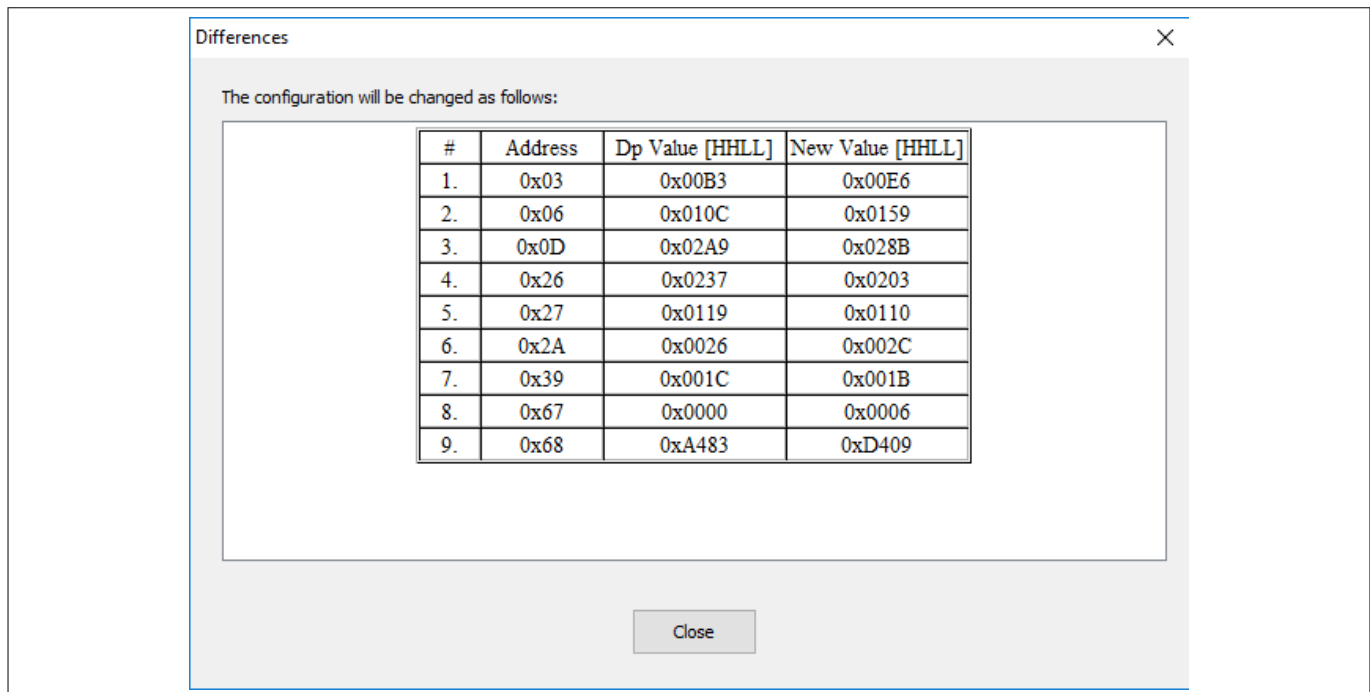 Differences
The configuration will be changed as follows:
# Address Dp Value [HHLL] New Value [HHLL]
1. 0x03 0x00B3 0x00E6
2. 0x06 0x010C 0x0159
3. 0x0D 0x02A9 0x028B
4. 0x26 0x0237 0x0203
5. 0x27 0x0119 0x0110
6. 0x2A 0x0026 0x002C
7. 0x39 0x001C 0x001B
8. 0x67 0x0000 0x0006
9. 0x68 0xA483 0xD409
Close